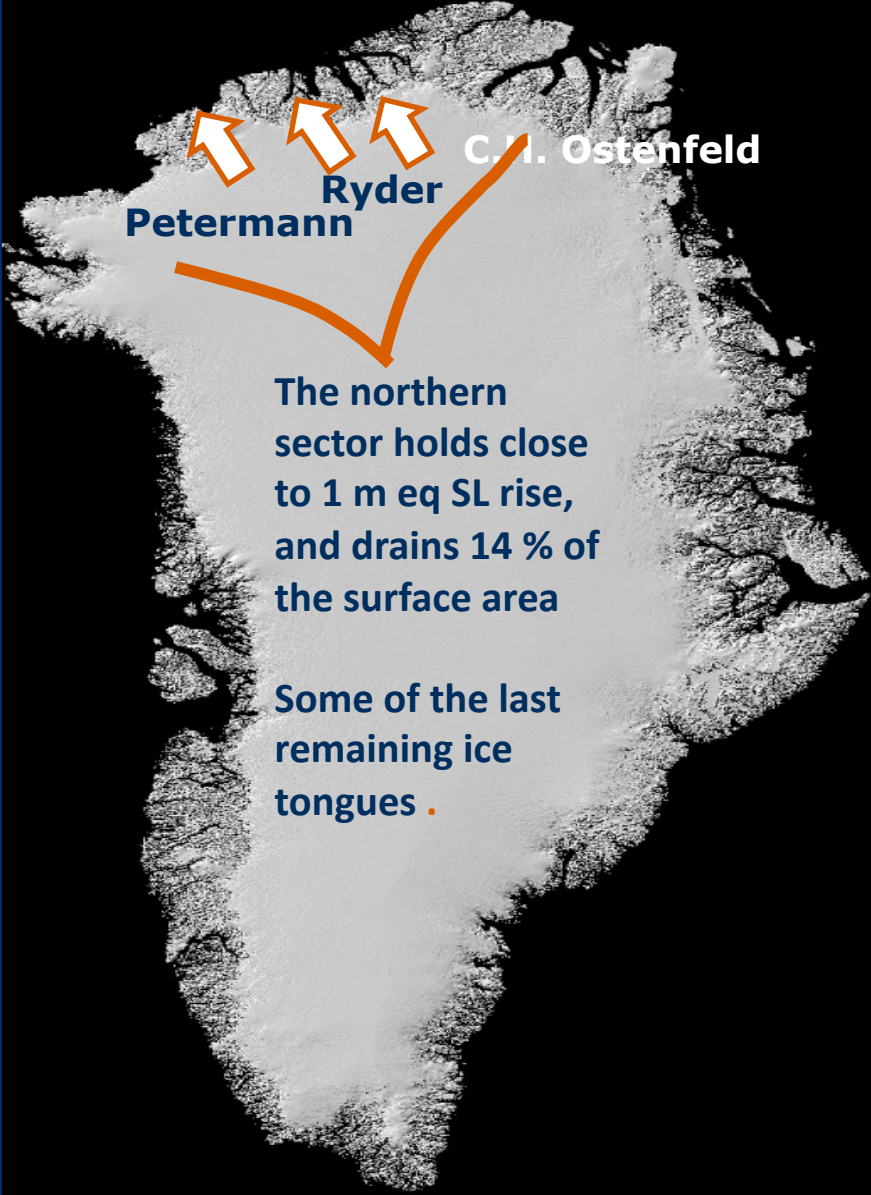 C.H. Ostenfeld
Ryder
Petermann
The northern
sector holds close
to 1 m eq SL rise,
and drains 14 % of
the surface area
Some of the last
remaining ice
tongues .